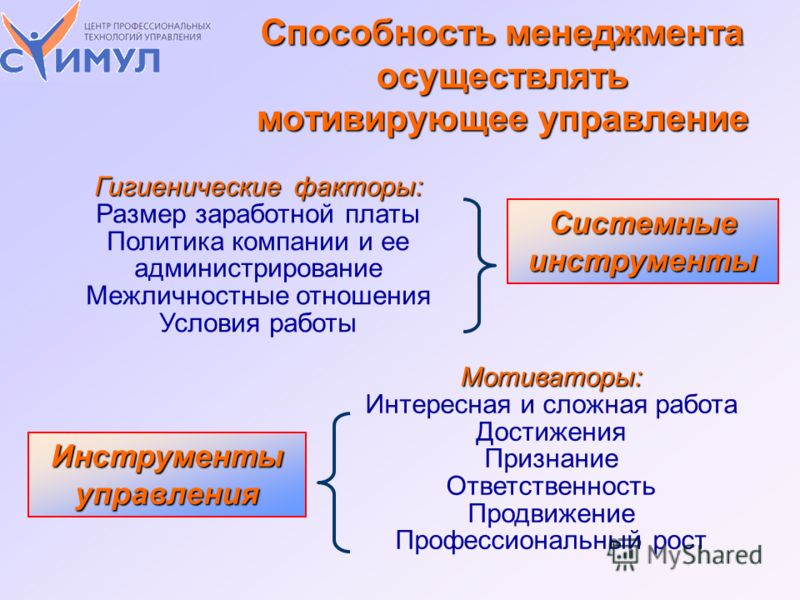 ЦЕНТР ПРОФЕССИОНАЛЬНЫХ
ТЕХНОЛОГИЙ УПРАВЛЕНИЯ
СТИМУЛ
Способность менеджмента
осуществлять
мотивирующее управление
Гигиенические факторы:
Размер заработной платы
Политика компании и ее
администрирование
Межличностные отношения
Условия работы
Системные
инструменты
Мотиваторы:
Интересная и сложная работа
Достижения
Признание
Ответственность
Продвижение
Профессиональный рост
Инструменты
управления
MyShared